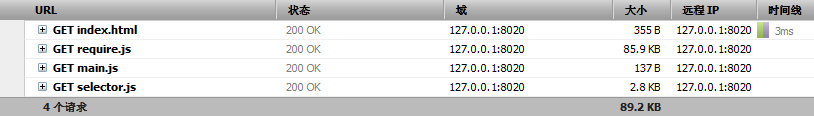 URL 状态 域 大小 远程 IP 时间线
GET index.html 200 OK 127.0.0.1:8020 355 B 127.0.0.1:8020 3ms
GET require.js 200 OK 127.0.0.1:8020 85.9 KB 127.0.0.1:8020
GET main.js 200 OK 127.0.0.1:8020 137 B 127.0.0.1:8020
GET selector.js 200 OK 127.0.0.1:8020 2.8 KB 127.0.0.1:8020
4 个请求 89.2 KB